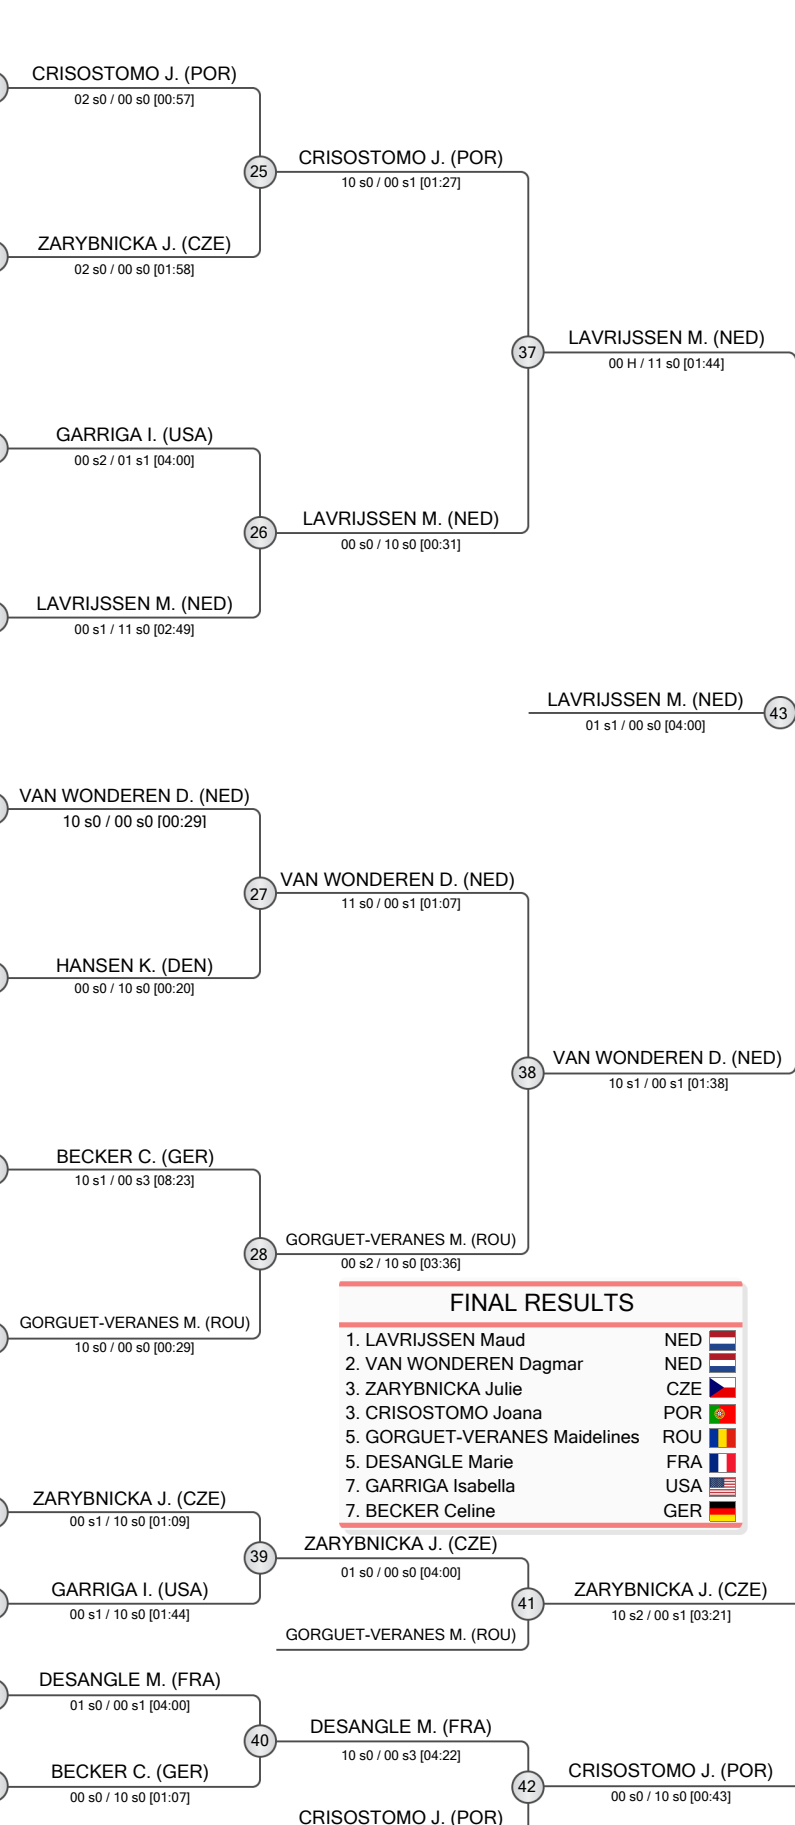 CRISOSTOMO J. (POR)
02 s0 / 00 s0 [00:57]
25
CRISOSTOMO J. (POR)
10 s0 / 00 s1 [01:27]
ZARYBNICKA J. (CZE)
02 s0 / 00 s0 [01:58]
37
LAVRIJSSEN M. (NED)
00 H / 11 s0 [01:44]
GARRIGA I. (USA)
00 s2 / 01 s1 [04:00]
26
LAVRIJSSEN M. (NED)
00 s0 / 10 s0 [00:31]
LAVRIJSSEN M. (NED)
00 s1 / 11 s0 [02:49]
LAVRIJSSEN M. (NED)
43
01 s1 / 00 s0 [04:00]
VAN WONDEREN D. (NED)
10 s0 / 00 s0 [00:29]
27
VAN WONDEREN D. (NED)
11 s0 / 00 s1 [01:07]
HANSEN K. (DEN)
00 s0 / 10 s0 [00:20]
38
VAN WONDEREN D. (NED)
10 s1 / 00 s1 [01:38]
BECKER C. (GER)
10 s1 / 00 s3 [08:23]
28
GORGUET-VERANES M. (ROU)
00 s2 / 10 s0 [03:36]
GORGUET-VERANES M. (ROU)
10 s0 / 00 s0 [00:29]
FINAL RESULTS
1. LAVRIJSSEN Maud NED
2. VAN WONDEREN Dagmar NED
3. ZARYBNICKA Julie CZE
3. CRISOSTOMO Joana POR
5. GORGUET-VERANES Maidelines ROU
5. DESANGLE Marie FRA
7. GARRIGA Isabella USA
7. BECKER Celine GER
ZARYBNICKA J. (CZE)
00 s1 / 10 s0 [01:09]
39
ZARYBNICKA J. (CZE)
01 s0 / 00 s0 [04:00]
GARRIGA I. (USA)
00 s1 / 10 s0 [01:44]
41
ZARYBNICKA J. (CZE)
10 s2 / 00 s1 [03:21]
GORGUET-VERANES M. (ROU)
DESANGLE M. (FRA)
01 s0 / 00 s1 [04:00]
40
DESANGLE M. (FRA)
10 s0 / 00 s3 [04:22]
BECKER C. (GER)
00 s0 / 10 s0 [01:07]
42
CRISOSTOMO J. (POR)
00 s0 / 10 s0 [00:43]
CRISOSTOMO J. (POR)